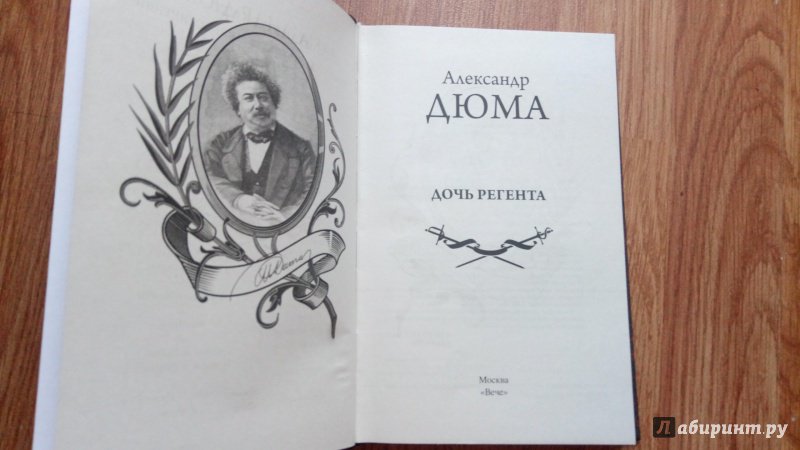 Александр
ДЮМА
ДОЧЬ РЕГЕНТА
Москва
«Вече»
Лабиринт.ру